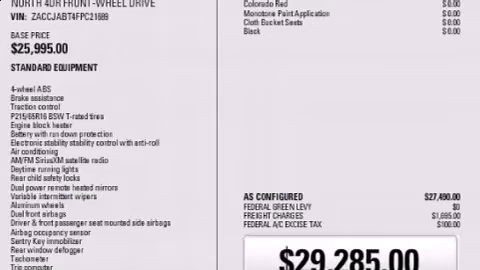 NORTH 4DR FRONT-WHEEL DRIVE
VIN: ZACCJABT4FPC21689
BASE PRICE
$25,995.00
STANDARD EQUIPMENT
4-wheel ABS
Brake assistance
Traction control
P215/65R16 BSW T-rated tires
Engine block heater
Battery with run down protection
Electronic stability stability control with anti-roll
Air conditioning
AM/FM SiriusXM satellite radio
Daytime running lights
Rear child safety locks
Dual power remote heated mirrors
Variable intermittent wipers
Aluminum wheels
Dual front airbags
Driver & front passenger seat mounted side airbags
Airbag occupancy sensor
Sentry Key immobilizer
Rear window defogger
Tachometer
Trip computer
Colorado Red $0.00
Monotone Paint Application $0.00
Cloth Bucket Seats $0.00
Black $0.00
AS CONFIGURED $27,490.00
FEDERAL GREEN LEVY $0
FREIGHT CHARGES $1,695.00
FEDERAL A/C EXCISE TAX $100.00
$29,285.00